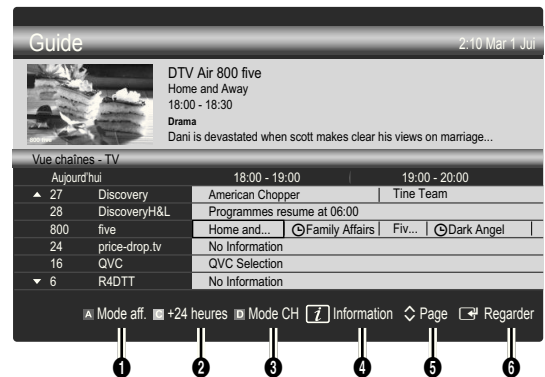 Guide 2:10 Mar 1 Jui
DTV Air 800 five
Home and Away
18:00 - 18:30
Drama
Dani is devastated when scott makes clear his views on marriage...
800 five
Vue chaînes - TV
Aujourd'hui 18:00 - 19:00 19:00 - 20:00
▲ 27 Discovery American Chopper Tine Team
28 DiscoveryH&L Programmes resume at 06:00
800 five Home and... Family Affairs Fiv... Dark Angel
24 price-drop.tv No Information
16 QVC QVC Selection
▼ 6 R4DTT No Information
A Mode aff. C +24 heures D Mode CH i Information Page Regarder
1 2 3 4 5 6